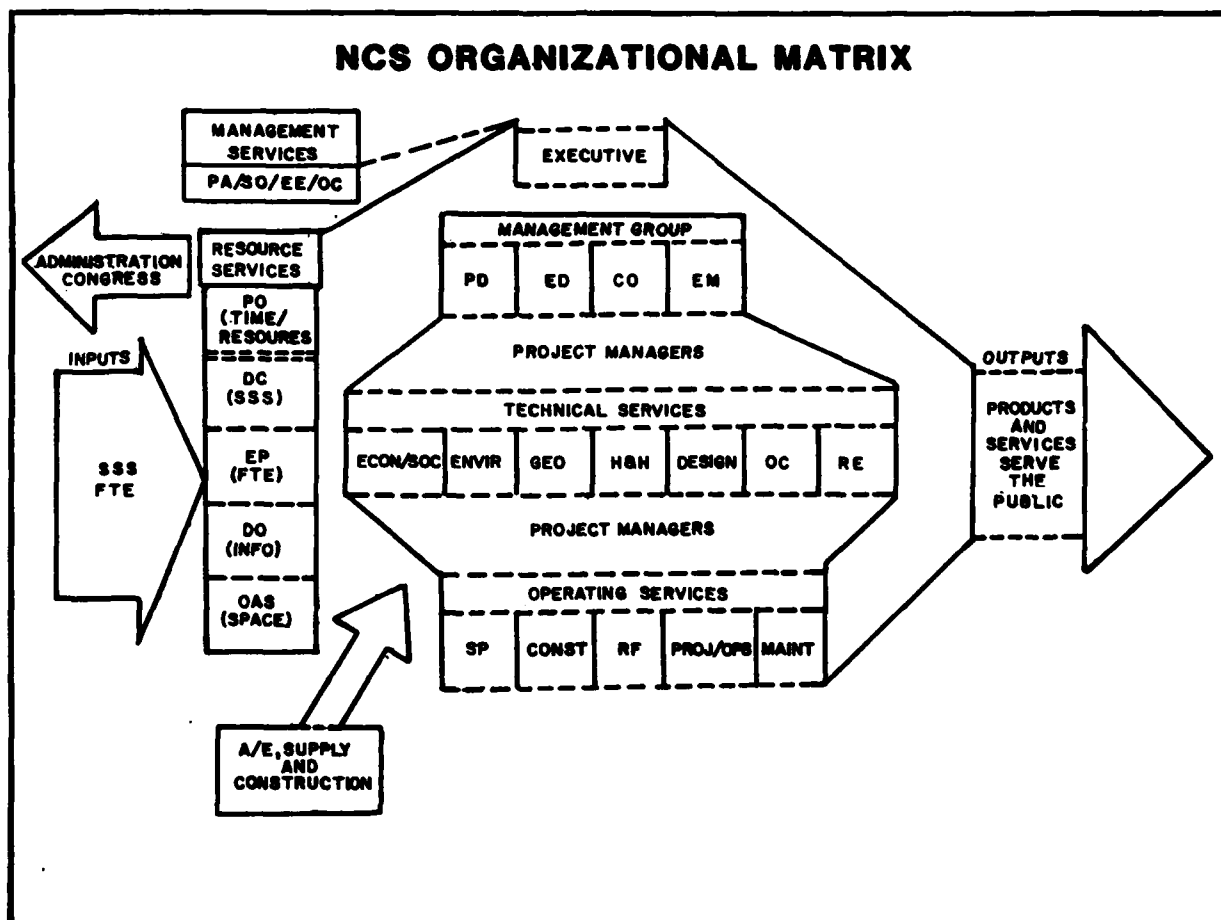 NCS ORGANIZATIONAL MATRIX
MANAGEMENT
SERVICES
PA/SO/EE/OC
EXECUTIVE
ADMINISTRATION
CONGRESS
RESOURCE
SERVICES
PO
(TIME/
RESOURES
DC
(SSS)
EP
(FTE)
DO
(INFO)
OAS
(SPACE)
INPUTS
SSS
FTE
MANAGEMENT GROUP
PD ED CO EM
PROJECT MANAGERS
TECHNICAL SERVICES
ECON/SOC ENVIR GEO H&H DESIGN OC RE
PROJECT MANAGERS
OPERATING SERVICES
SP CONST RF PROJ/OPS MAINT
A/E, SUPPLY
AND
CONSTRUCTION
OUTPUTS
PRODUCTS
AND
SERVICES
SERVE
THE
PUBLIC